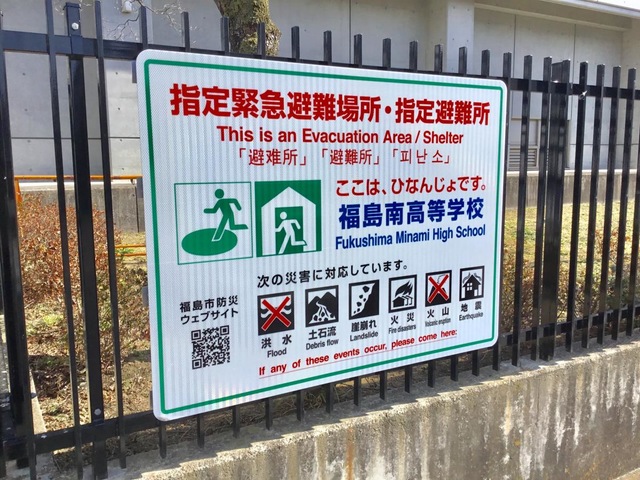 指定緊急避難場所・指定避難所
This is an Evacuation Area / Shelter
「避难所」「避難所」「피난소」
ここは、ひなんじょです。
福島南高等学校
Fukushima Minami High School
次の災害に対応しています。
福島市防災
ウェブサイト
洪水
Flood
土石流
Debris flow
崖崩れ
Landslide
火災
Fire disasters
火山
Volcanic eruption
地震
Earthquake
If any of these events occur, please come here: